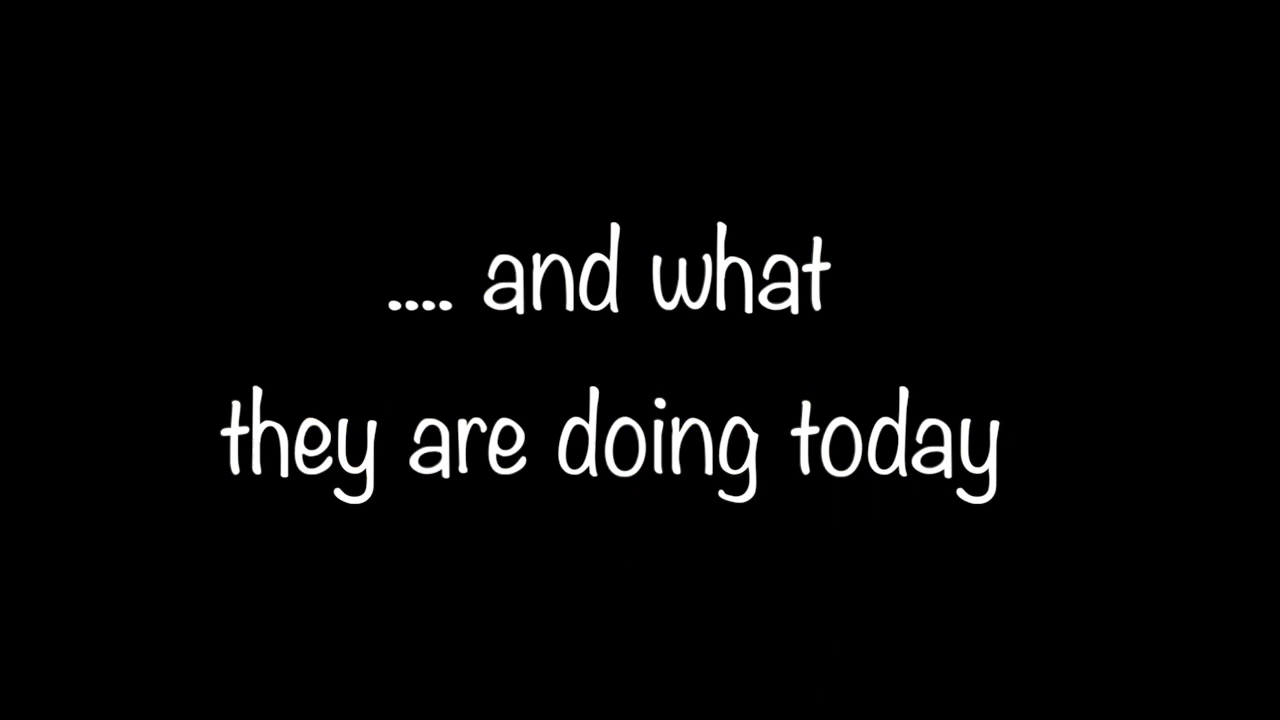 .... and what
they are doing today